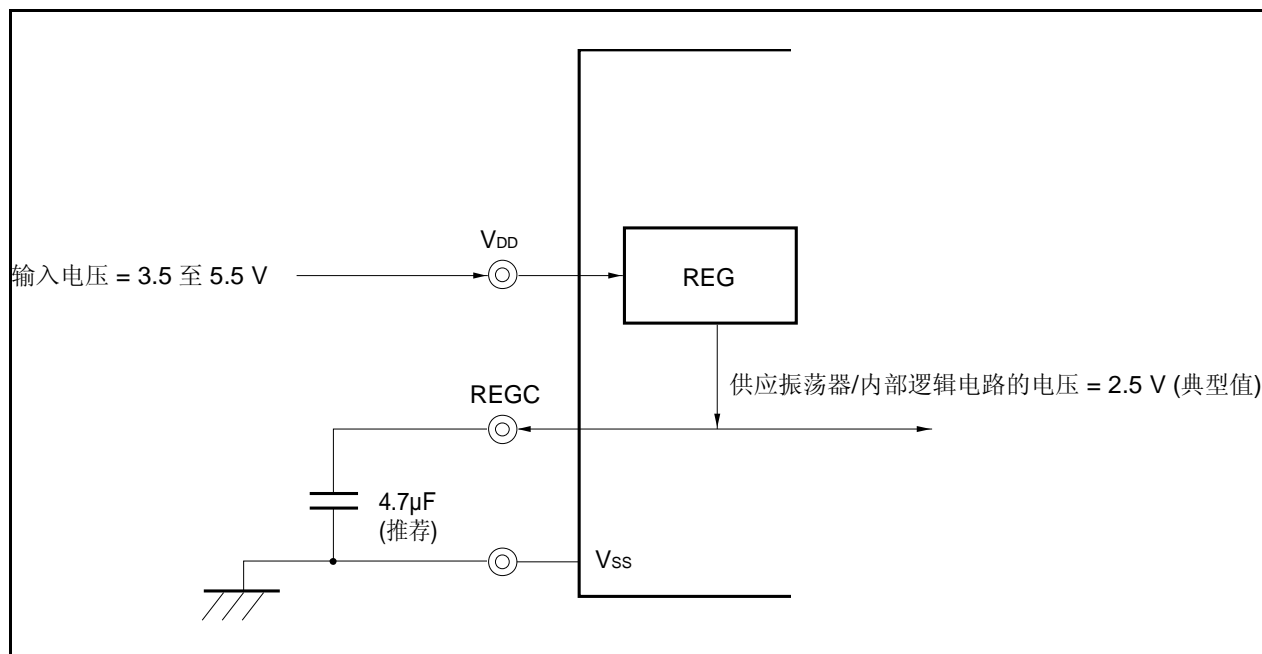 VDD
输入电压 = 3.5 至 5.5 V
REG
供应振荡器/内部逻辑电路的电压 = 2.5 V (典型值)
REGC
4.7µF
(推荐)
VSS